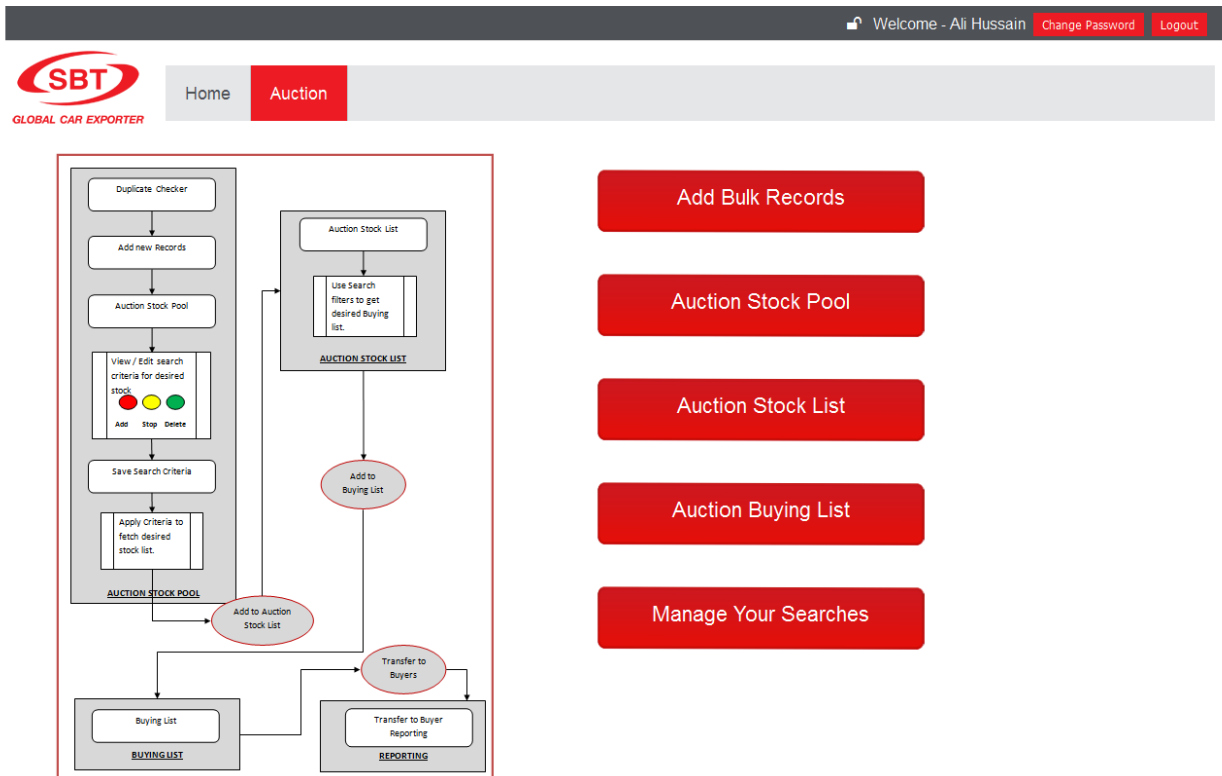 Welcome - Ali Hussain
Change Password
Logout
SBT
GLOBAL CAR EXPORTER
Home
Auction
Duplicate Checker
Add new Records
Auction Stock Pool
View / Edit search
criteria for desired
stock
Add Stop Delete
Save Search Criteria
Apply Criteria to
fetch desired
stock list.
AUCTION STOCK POOL
Add to Auction
Stock List
Auction Stock List
Use Search
filters to get
desired Buying
list.
AUCTION STOCK LIST
Add to
Buying List
Transfer to
Buyers
Buying List
BUYING LIST
Transfer to Buyer
Reporting
REPORTING
Add Bulk Records
Auction Stock Pool
Auction Stock List
Auction Buying List
Manage Your Searches